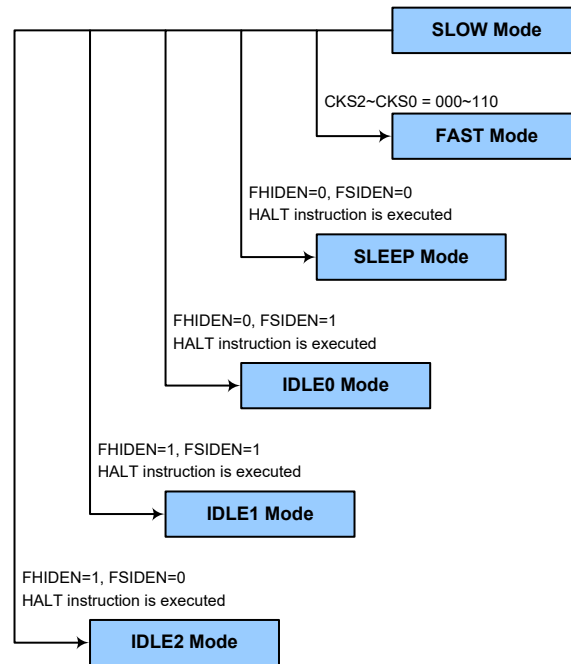 SLOW Mode
CKS2~CKS0 = 000~110
FAST Mode
FHIDEN=0, FSIDEN=0
HALT instruction is executed
SLEEP Mode
FHIDEN=0, FSIDEN=1
HALT instruction is executed
IDLE0 Mode
FHIDEN=1, FSIDEN=1
HALT instruction is executed
IDLE1 Mode
FHIDEN=1, FSIDEN=0
HALT instruction is executed
IDLE2 Mode